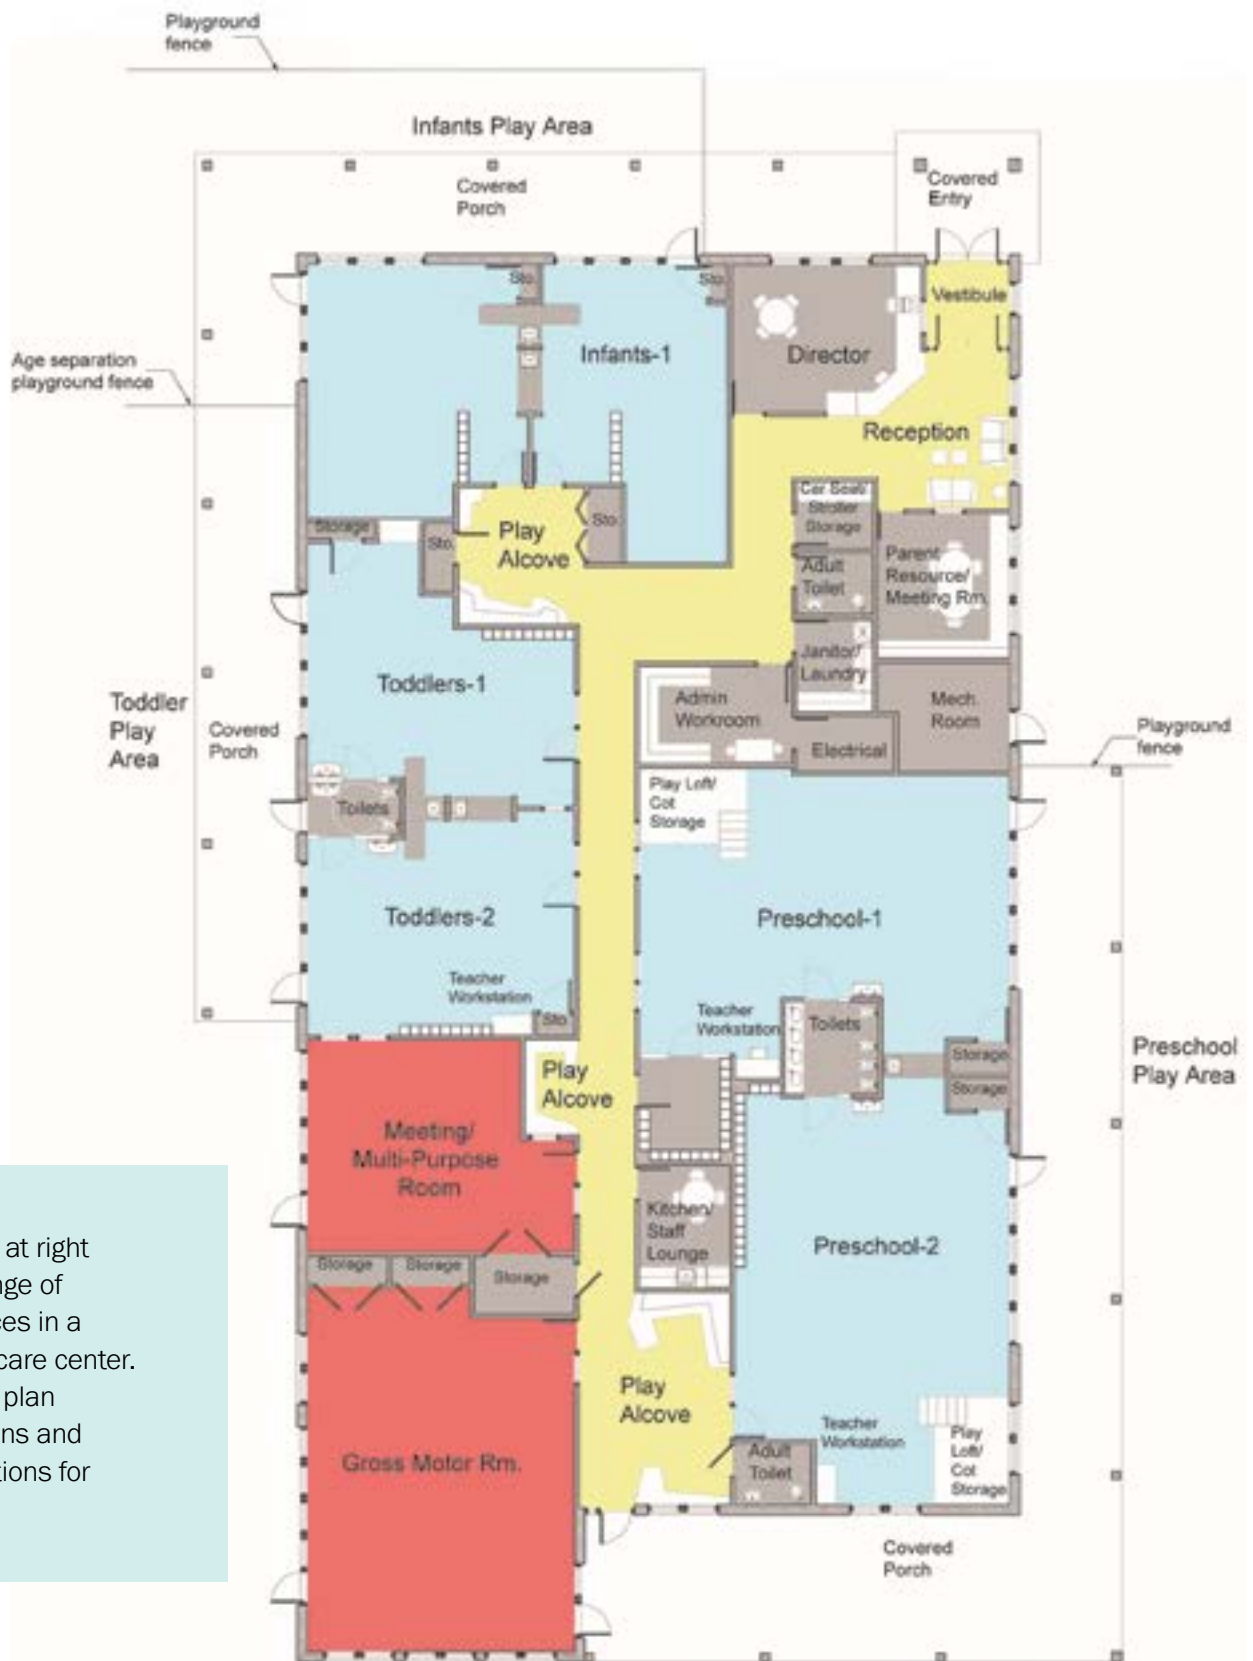 Playground
fence
Infants Play Area
Covered
Porch
Covered
Entry
Sto.
Sto.
Vestibule
Infants-1
Director
Age separation
playground fence
Reception
Car Seat/
Stroller
Storage
Storage
Sto.
Play
Alcove
Sto.
Adult
Toilet
Parent
Resource/
Meeting Rm.
Janitor/
Laundry
Toddlers-1
Toddler
Play
Area
Covered
Porch
Admin
Workroom
Mech.
Room
Electrical
Playground
fence
Toilets
Play Loft/
Cot
Storage
Toddlers-2
Preschool-1
Teacher
Workstation
Sto.
Teacher
Workstation
Toilets
Storage
Storage
Preschool
Play Area
Play
Alcove
Meeting/
Multi-Purpose
Room
Kitchen/
Staff
Lounge
Preschool-2
Storage
Storage
Storage
at right
ces in a
care center.
plan
ns and
tions for
Play
Alcove
Gross Motor Rm.
Adult
Toilet
Teacher
Workstation
Play
Loft/
Cot
Storage
Covered
Porch